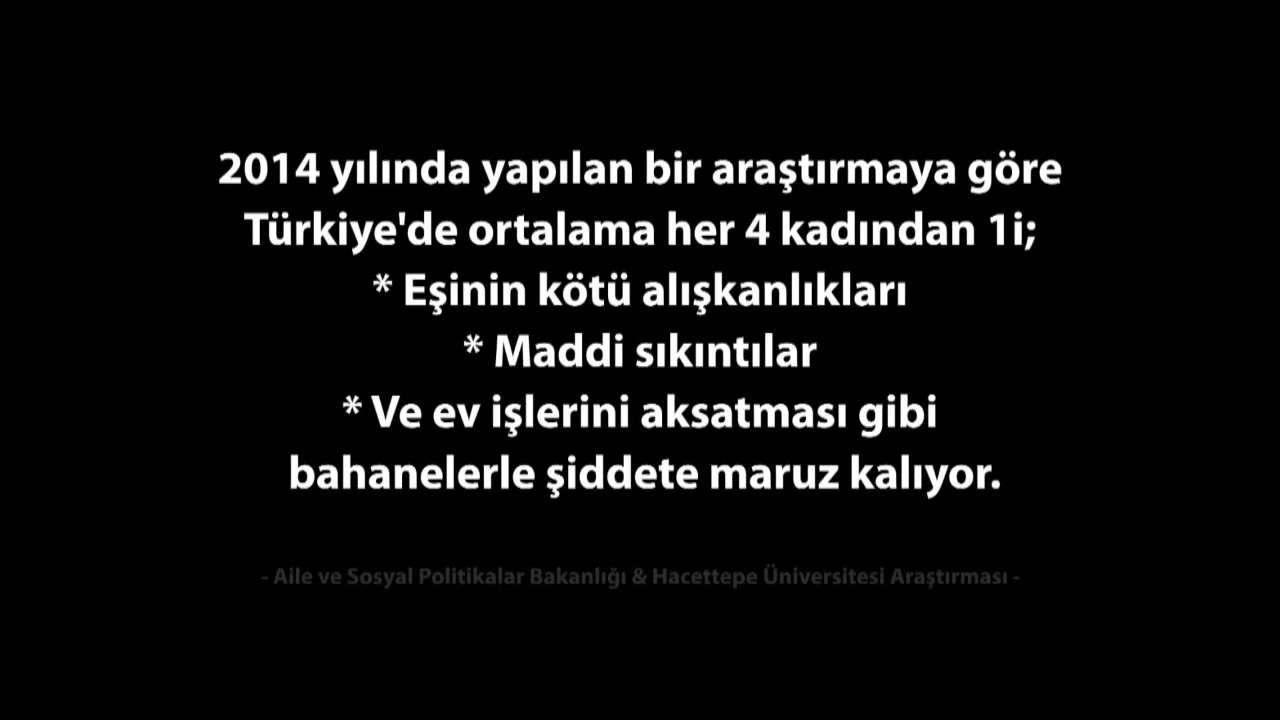 2014 yılında yapılan bir araştırmaya göre
Türkiye'de ortalama her 4 kadından 1i;
* Eşinin kötü alışkanlıkları
* Maddi sıkıntılar
* Ve ev işlerini aksatması gibi
bahanelerle şiddete maruz kalıyor.
- Aile ve Sosyal Politikalar Bakanlığı & Hacettepe Üniversitesi Araştırması -